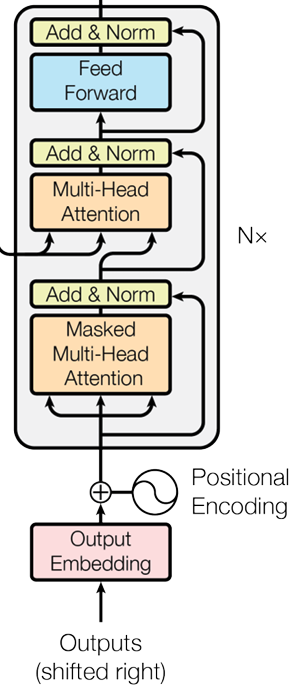 Add & Norm
Feed
Forward
Add & Norm
Multi-Head
Attention
N×
Add & Norm
Masked
Multi-Head
Attention
Positional
Encoding
Output
Embedding
Outputs
(shifted right)